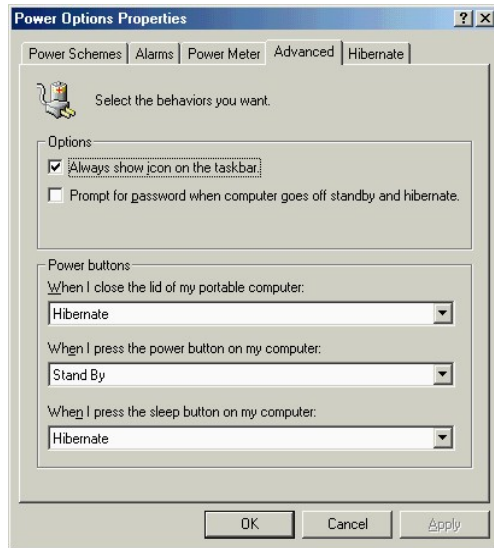 Power Options Properties
Power Schemes Alarms Power Meter Advanced Hibernate
Select the behaviors you want.
Options
Always show icon on the taskbar.
Prompt for password when computer goes off standby and hibernate.
Power buttons
When I close the lid of my portable computer:
Hibernate
When I press the power button on my computer:
Stand By
When I press the sleep button on my computer:
Hibernate
OK Cancel Apply